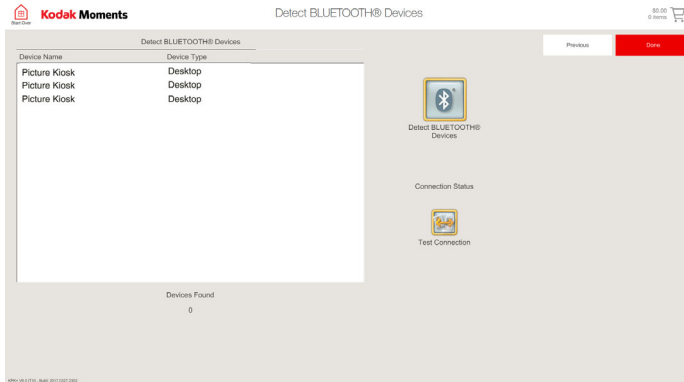 Start Over
Kodak Moments
Detect BLUETOOTH® Devices
$0.00
0 items
Detect BLUETOOTH® Devices
Previous
Done
Device Name Device Type
Picture Kiosk Desktop
Picture Kiosk Desktop
Picture Kiosk Desktop
Detect BLUETOOTH®
Devices
Connection Status
Test Connection
Devices Found
0